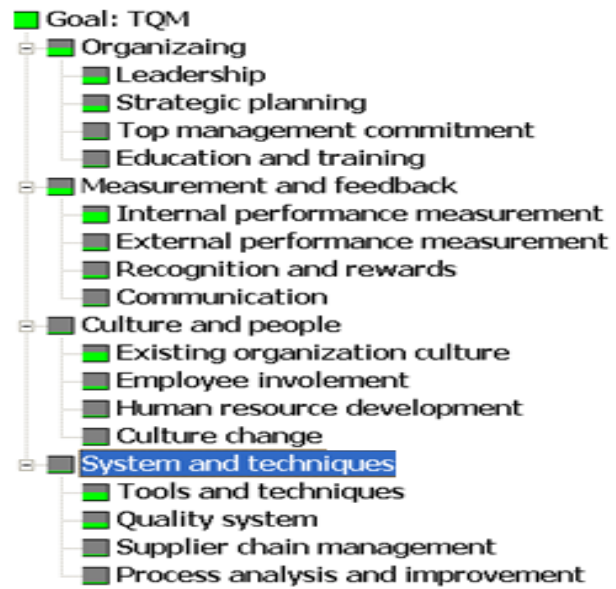 Goal: TQM
Organizaing
Leadership
Strategic planning
Top management commitment
Education and training
Measurement and feedback
Internal performance measurement
External performance measurement
Recognition and rewards
Communication
Culture and people
Existing organization culture
Employee involement
Human resource development
Culture change
System and techniques
Tools and techniques
Quality system
Supplier chain management
Process analysis and improvement